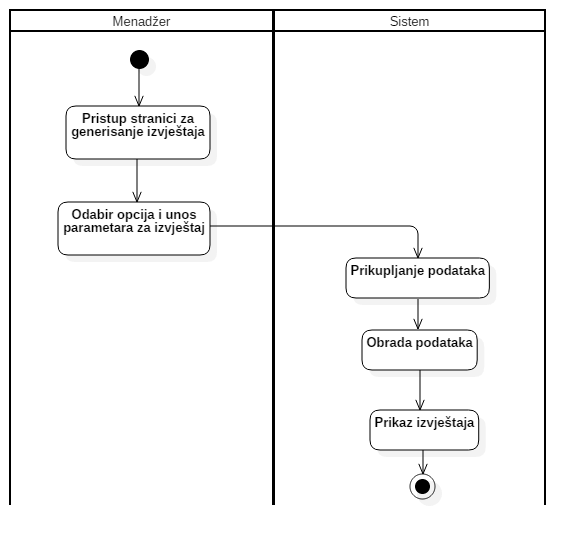 Menadžer
Sistem
Pristup stranici za
generisanje izvještaja
Odabir opcija i unos
parametara za izvještaj
Prikupljanje podataka
Obrada podataka
Prikaz izvještaja